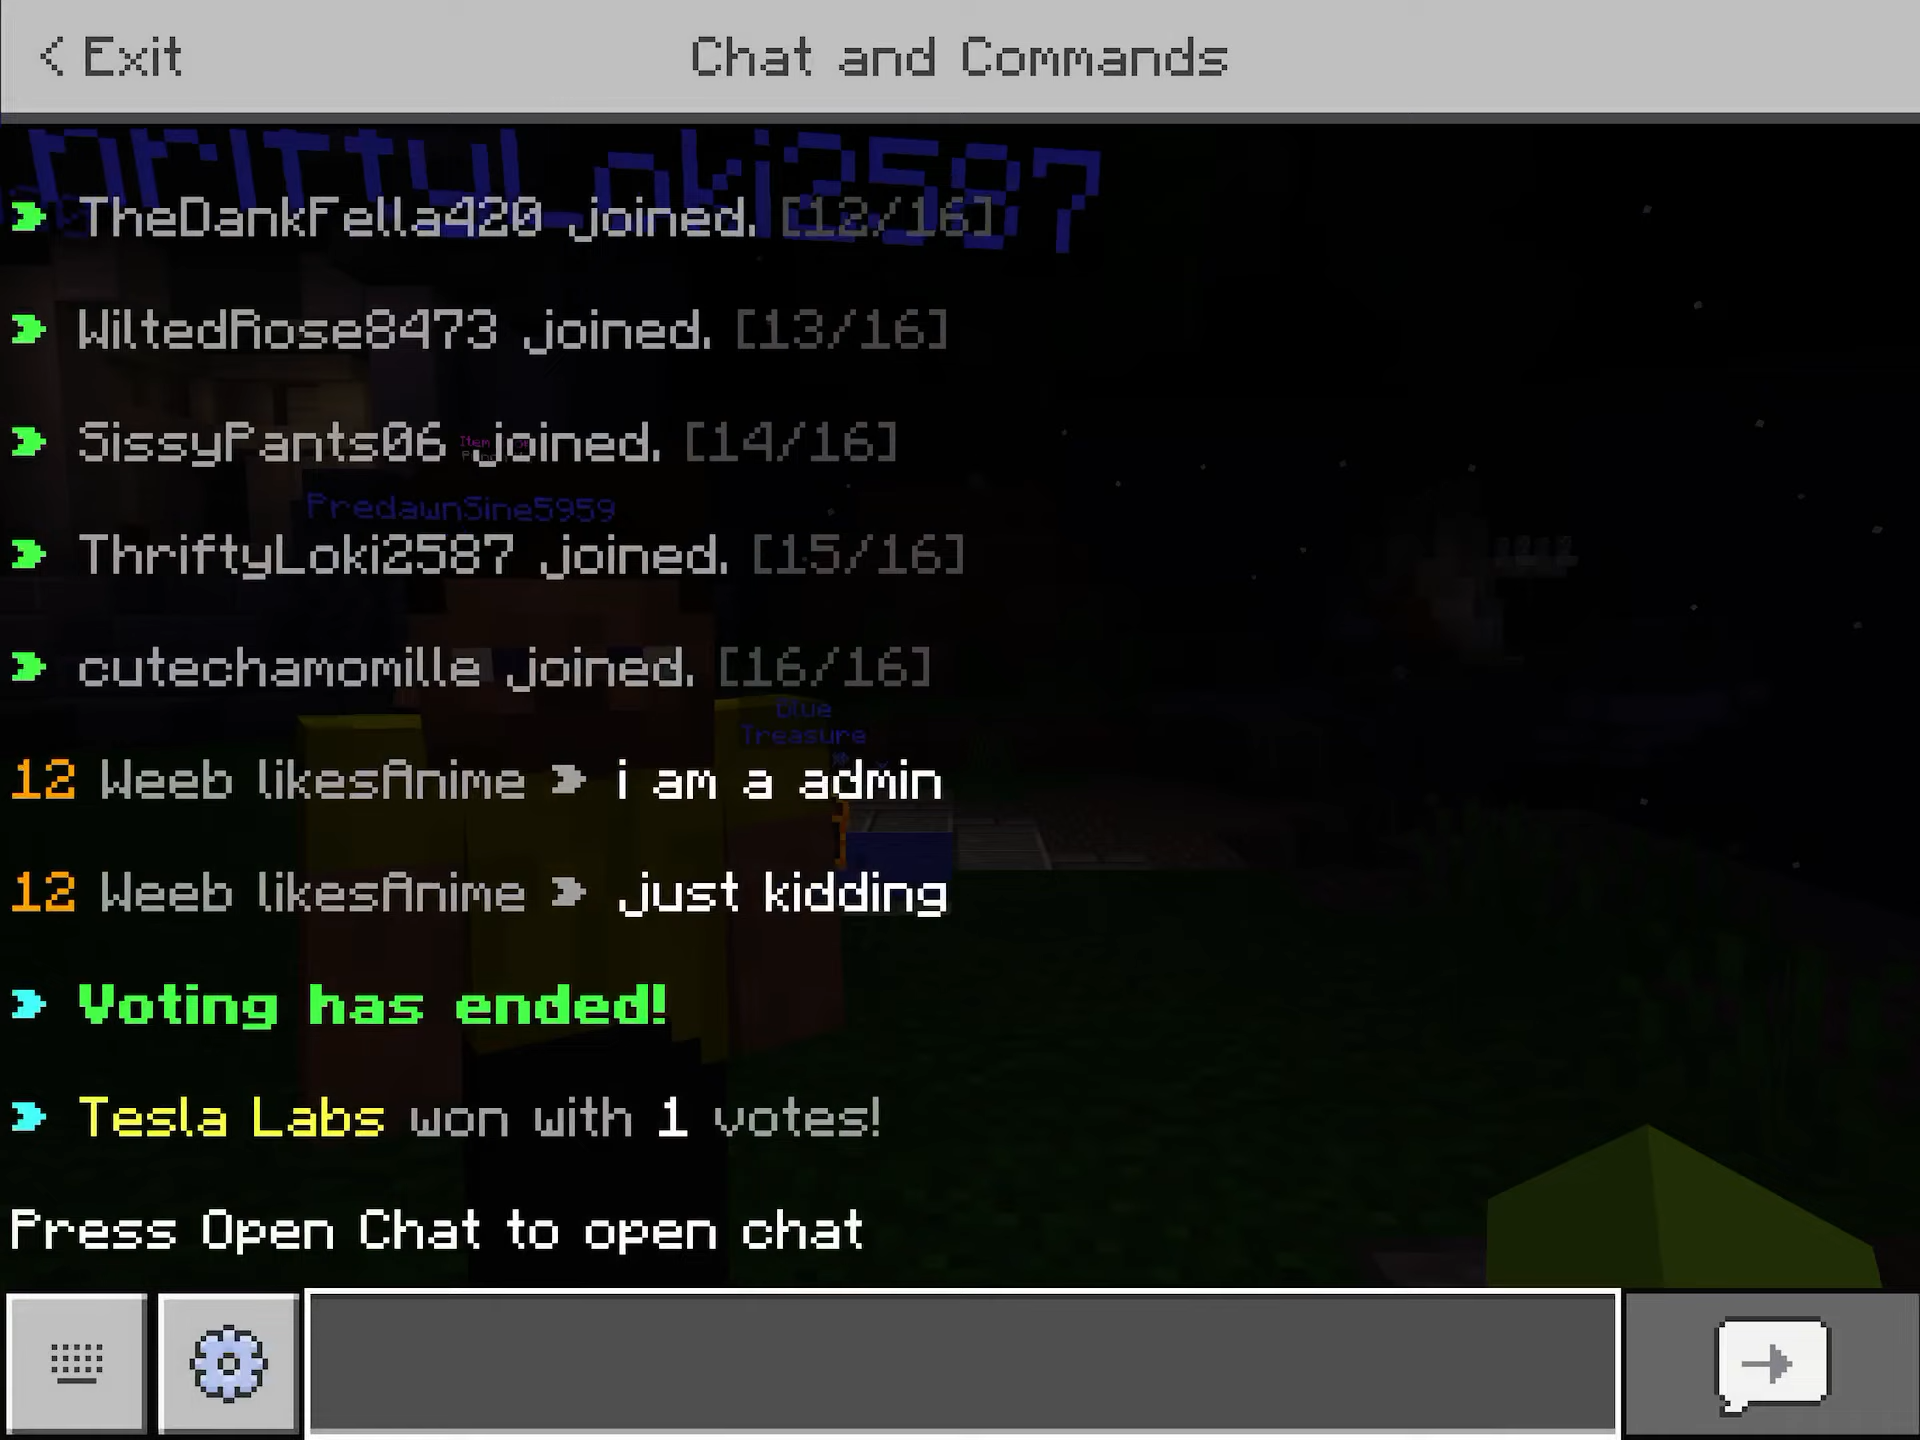 < Exit
Chat and Commands
TheDankFella420 joined. [12/16]
WiltedRose8473 joined. [13/16]
SissyPants06 joined. [14/16]
Item
PredawnSine5959
ThriftyLoki2587 joined. [15/16]
cutechamomille joined. [16/16]
Blue
Treasure
12 Weeb likesAnime > i am a admin
12 Weeb likesAnime > just kidding
Voting has ended!
Tesla Labs won with 1 votes!
Press Open Chat to open chat